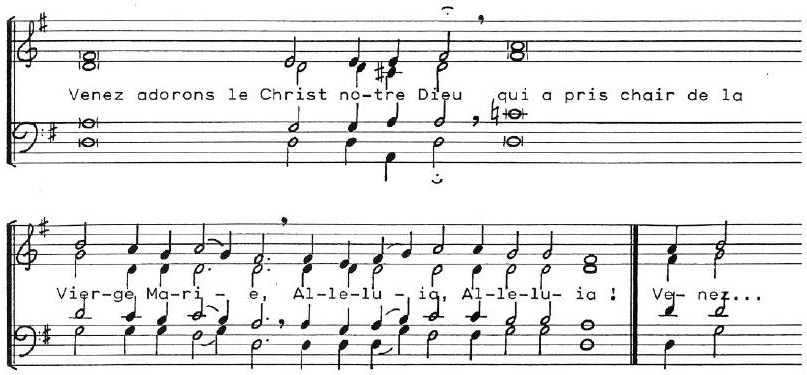 Venez adorons le Christ no-tre Dieu qui a pris chair de la
Vier-ge Ma-ri - e, Al-le-lu - ia, Al-le-lu- ia ! Ve- nez...